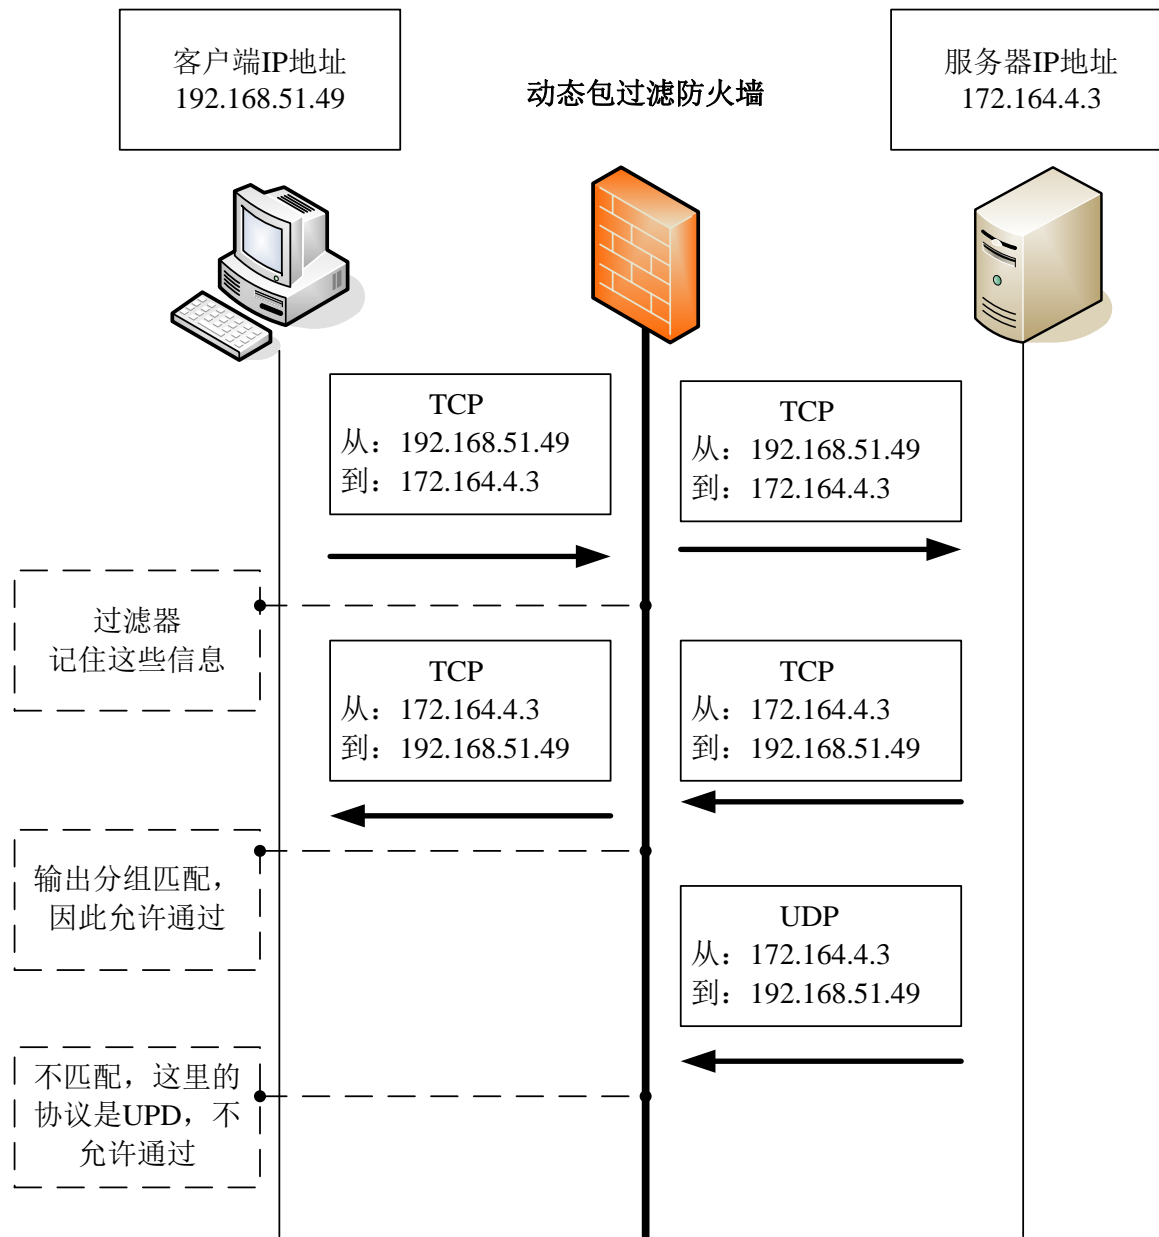 客户端IP地址
192.168.51.49
动态包过滤防火墙
服务器IP地址
172.164.4.3
TCP
从：192.168.51.49
到：172.164.4.3
TCP
从：192.168.51.49
到：172.164.4.3
过滤器
记住这些信息
TCP
从：172.164.4.3
到：192.168.51.49
TCP
从：172.164.4.3
到：192.168.51.49
输出分组匹配，
因此允许通过
UDP
从：172.164.4.3
到：192.168.51.49
不匹配，这里的
协议是UPD，不
允许通过